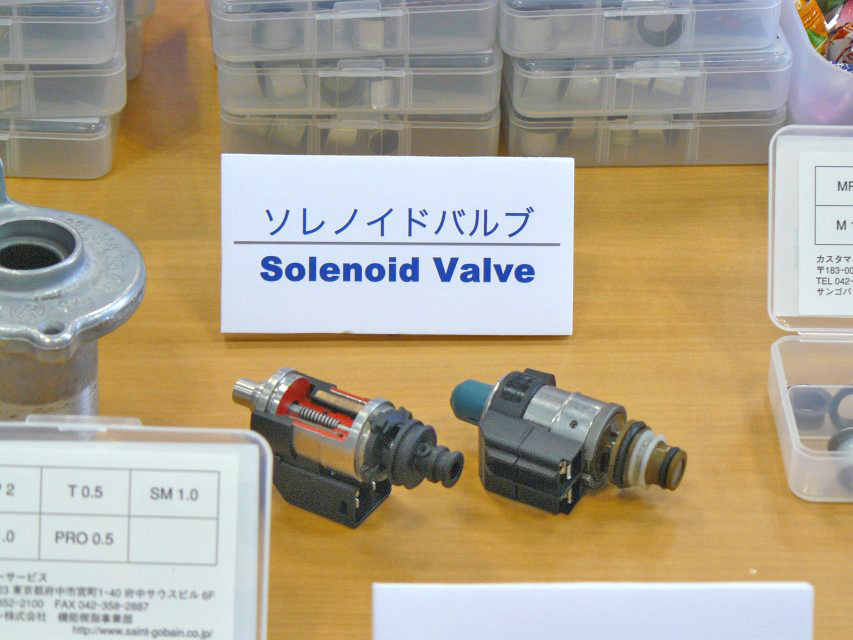 ソレノイドバルブ
Solenoid Valve
M 1
カスタマ
〒183-00
TEL 042-
サンゴバ
2 T 0.5 SM 1.0
1.0 PRO 0.5
ーサービス
23 東京都府中市宮町1-40 府中サウスビル 6F
352-2100 FAX 042-358-2887
ン株式会社 機能樹脂事業部
http://www.saint-gobain.co.jp/